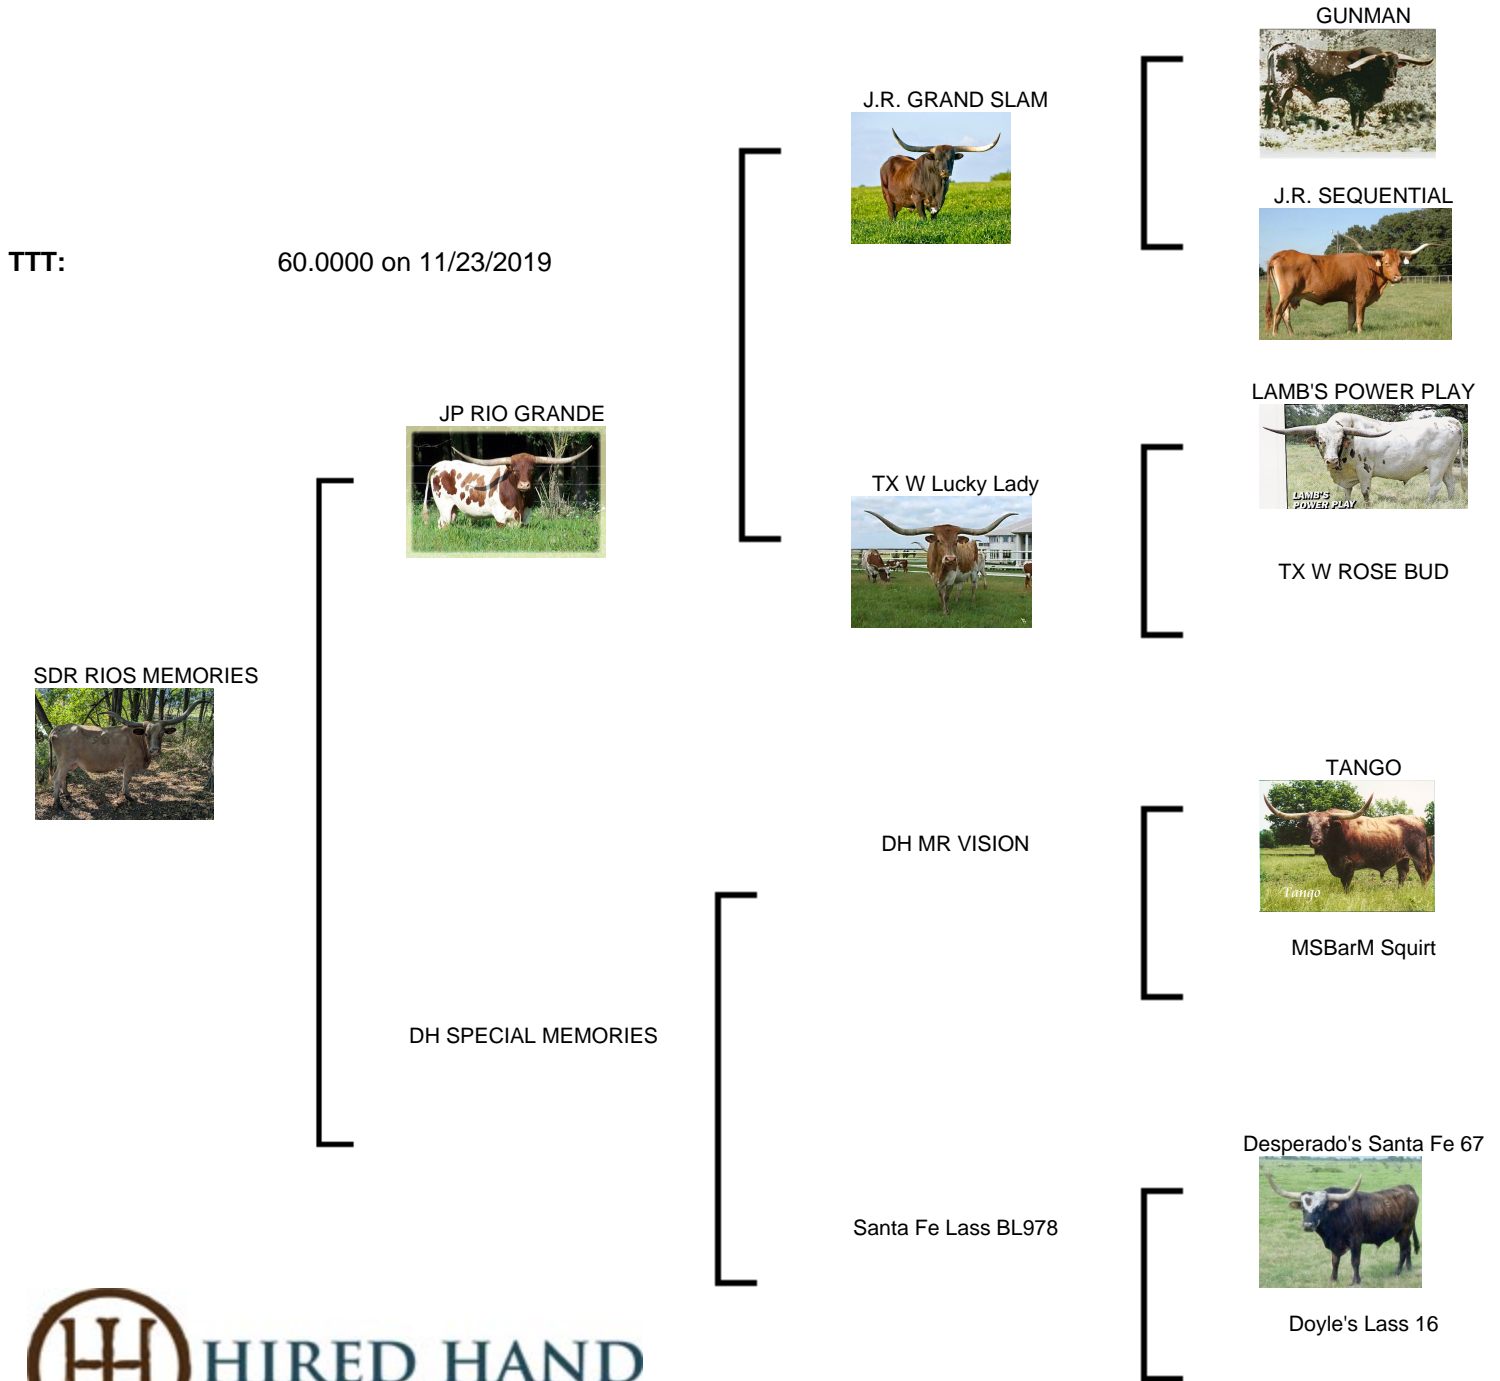 GUNMAN
J.R. GRAND SLAM
J.R. SEQUENTIAL
TTT: 60.0000 on 11/23/2019
LAMB'S POWER PLAY
JP RIO GRANDE
TX W Lucky Lady
LAMB'S
POWER PLAY
TX W ROSE BUD
SDR RIOS MEMORIES
TANGO
DH MR VISION
Tango
MSBarM Squirt
DH SPECIAL MEMORIES
Desperado's Santa Fe 67
Santa Fe Lass BL978
Doyle's Lass 16
HIRED HAND